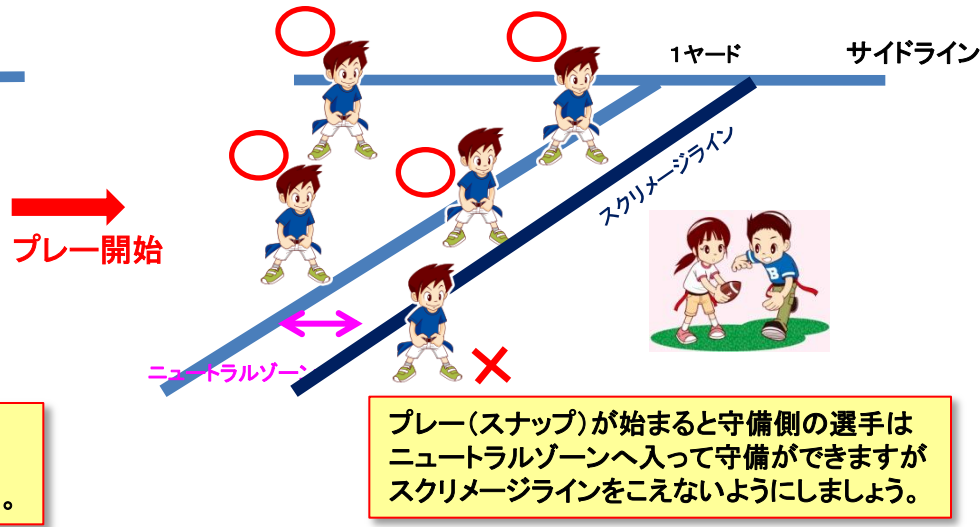 1ヤード
サイドライン
スクリメージライン
プレー開始
ニュートラルゾーン
プレー(スナップ)が始まると守備側の選手は
ニュートラルゾーンへ入って守備ができますが
スクリメージラインをこえないようにしましょう。
。
B